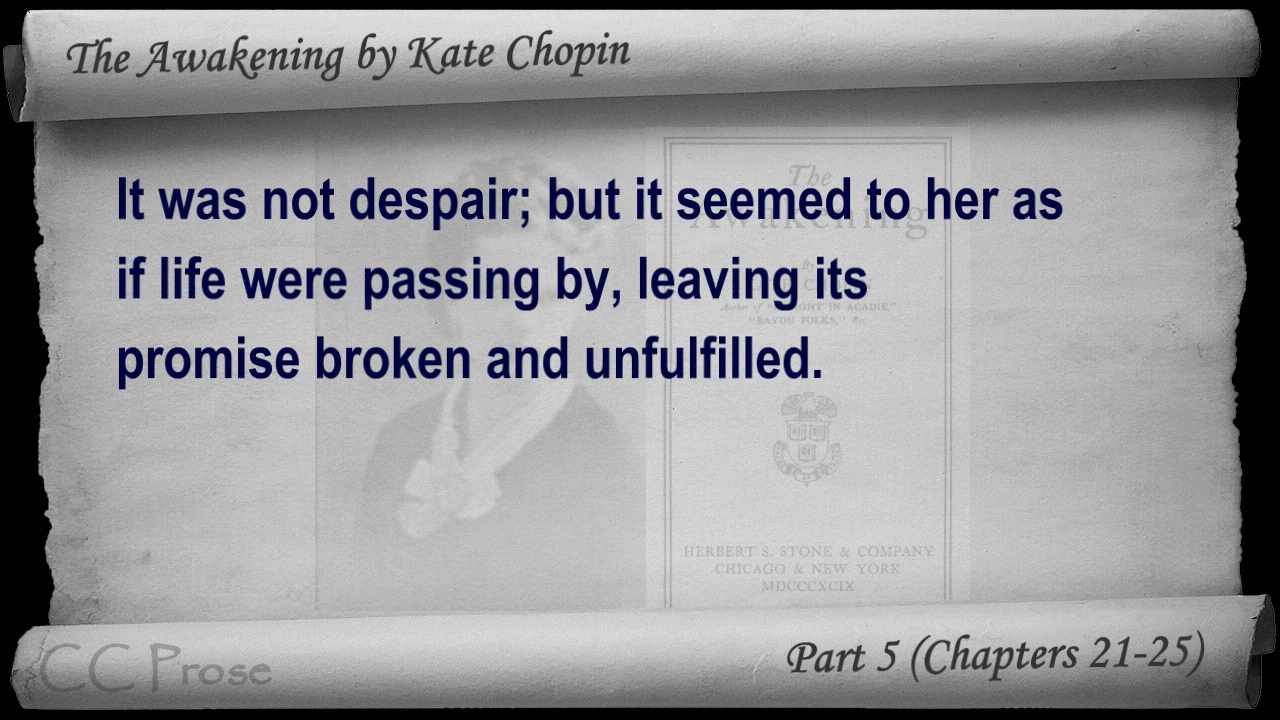 The Awakening by Kate Chopin
It was not despair; but it seemed to her as
if life were passing by, leaving its
promise broken and unfulfilled.
The
Awakening
HERBERT S. STONE & COMPANY
CHICAGO & NEW YORK
MDCCCXCIX
CC Prose
Part 5 (Chapters 21-25)